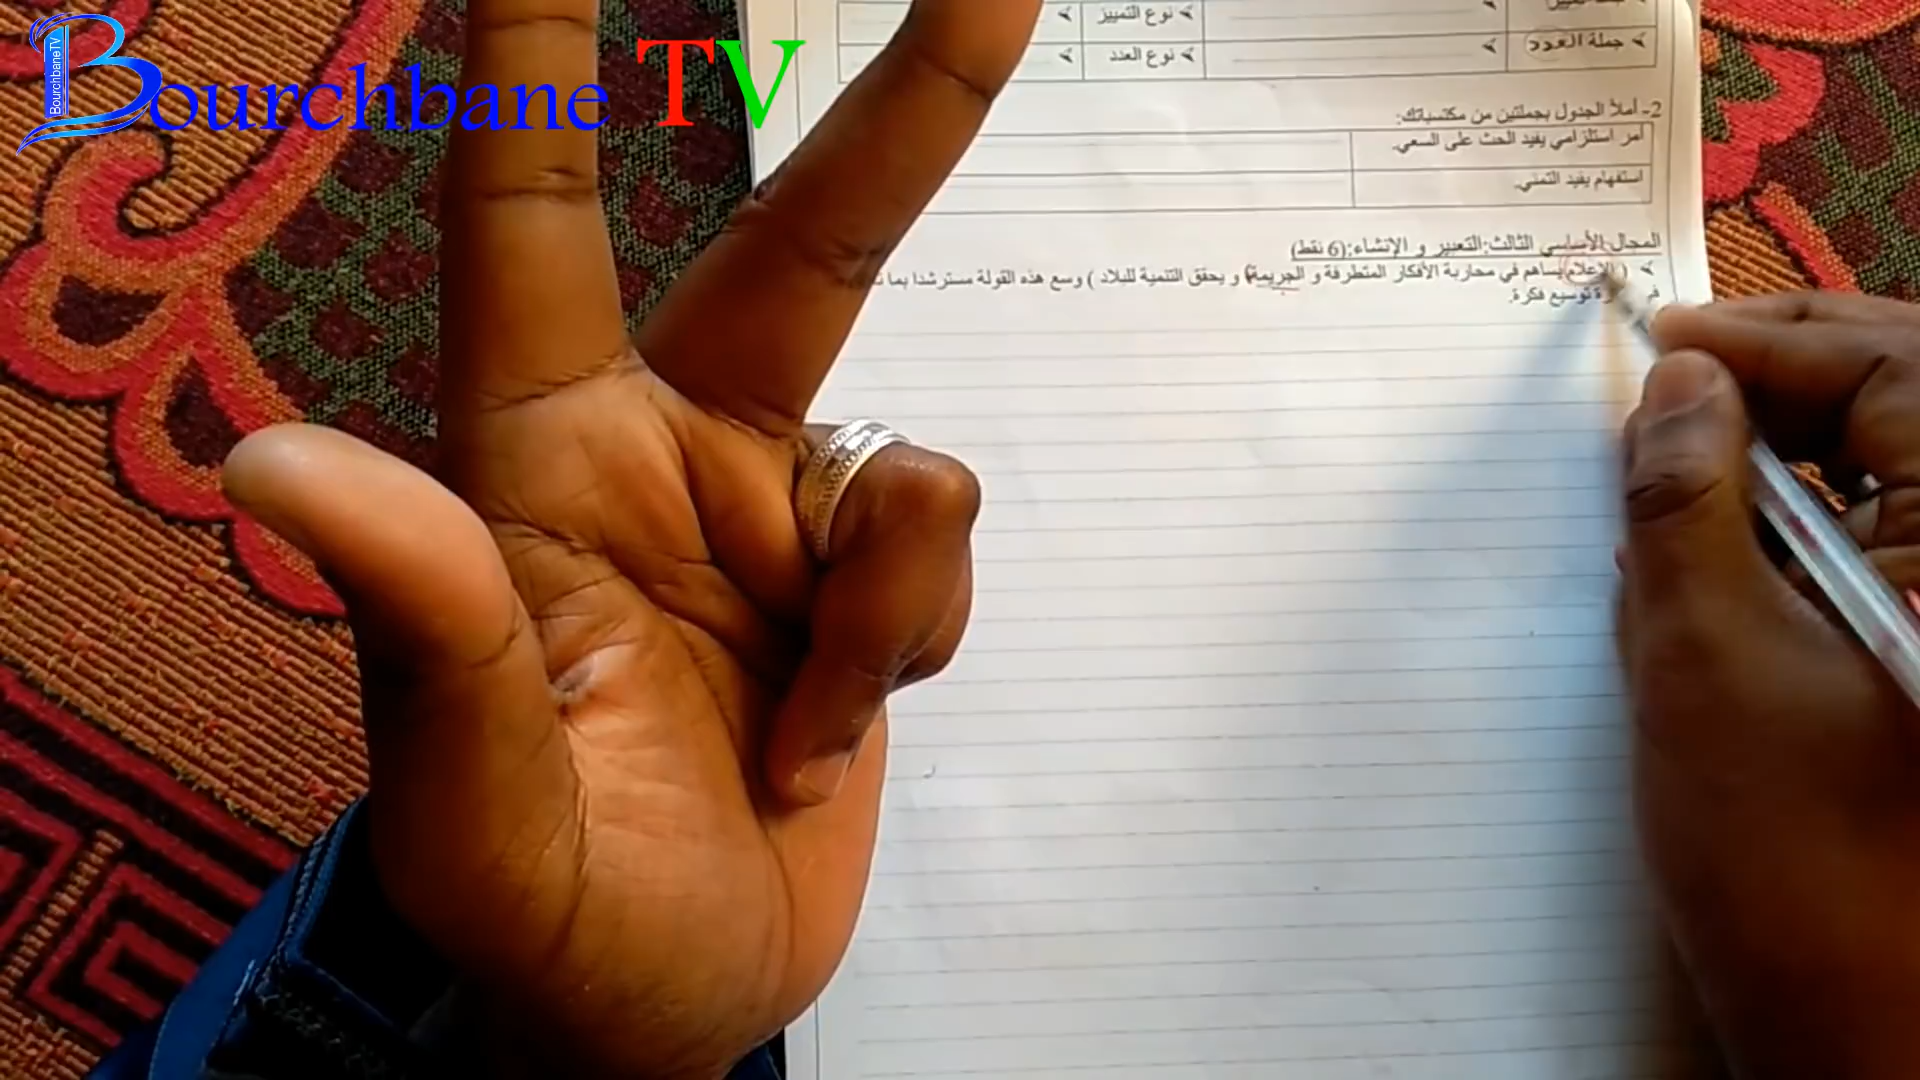 Bourchbane TV
BourchbaneTV
نوع التمييز
جملة العدد نوع العدد
2- أملأ الجدول بجملتين من مكتسباتك:
أمر استلزامي يفيد الحث على السعي.
استفهام يفيد التمني.
المجال الأساسي الثالث:التعبير و الإنشاء:(6 نقط)
( الإعلام يساهم في محاربة الأفكار المتطرفة و الجريمة و يحقق التنمية للبلاد ) وسع هذه القولة مسترشدا بما
توسيع فكرة.